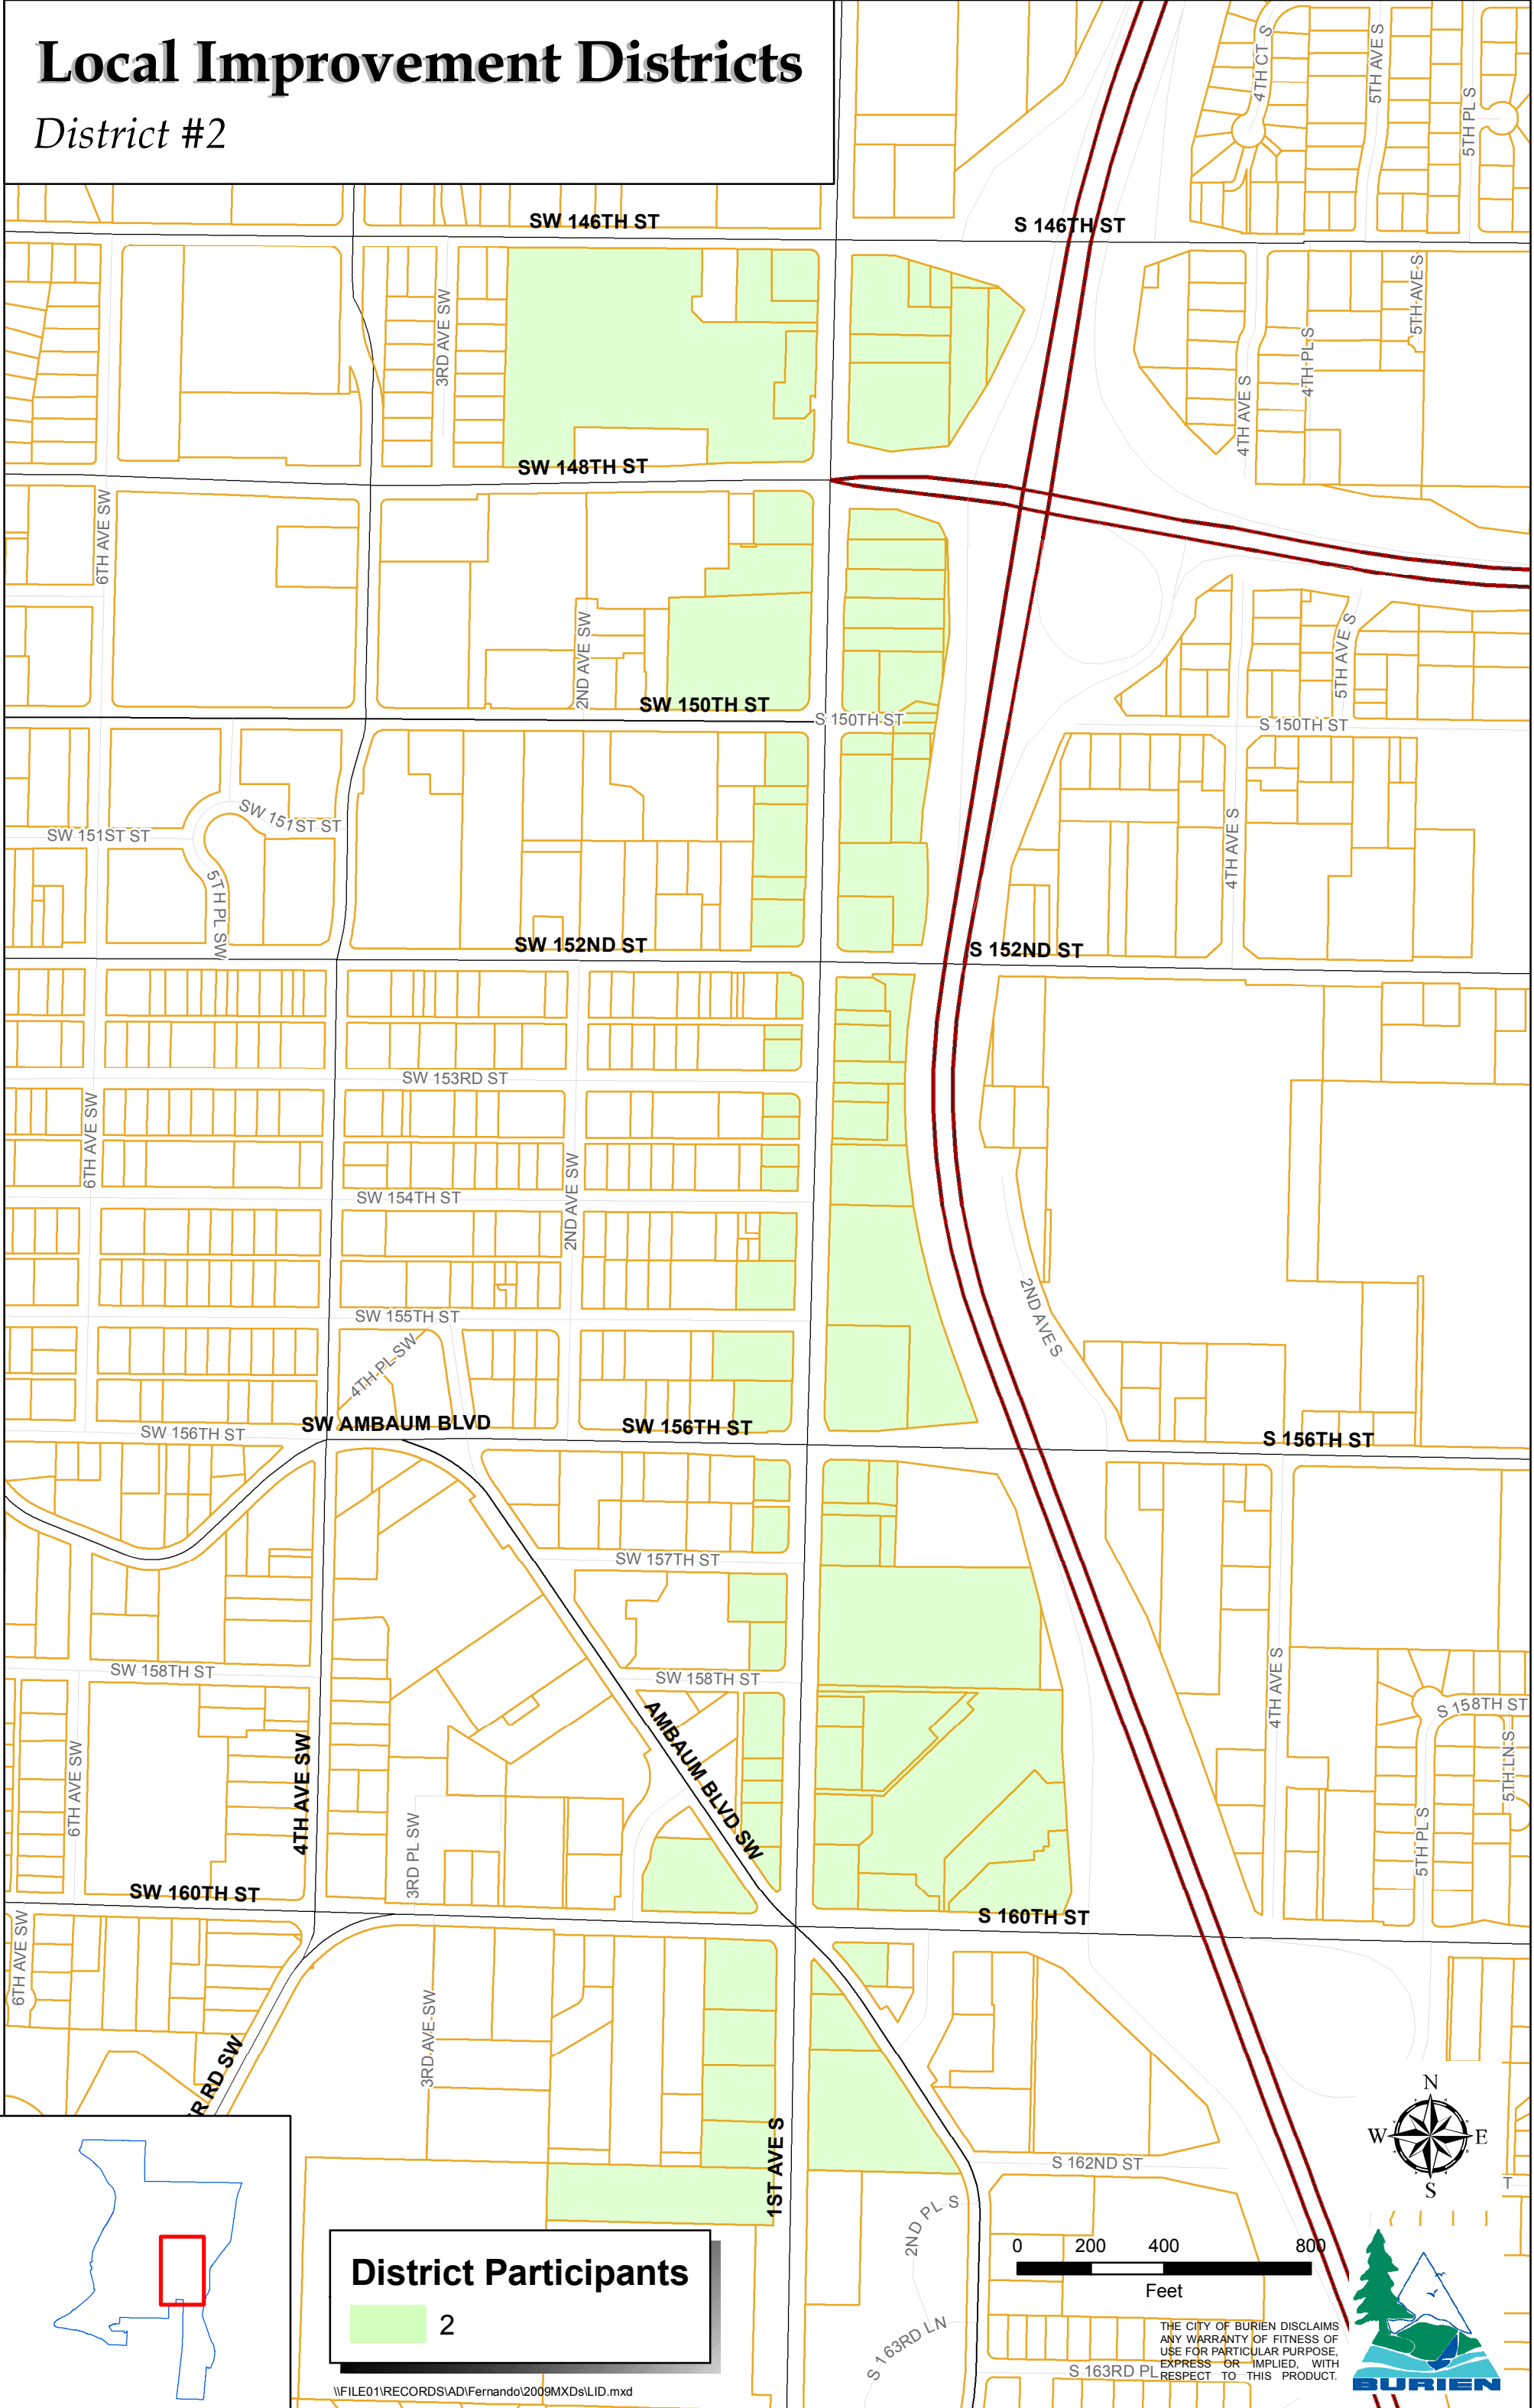 Local Improvement Districts
District #2
4TH CT S
5TH AVE S
5TH PL S
SW 146TH ST
S 146TH ST
3RD AVE SW
5TH AVE S
4TH PL S
4TH AVE S
SW 148TH ST
6TH AVE SW
2ND AVE SW
5TH AVE S
SW 150TH ST
S 150TH ST
S 150TH ST
SW 151ST ST
SW 151ST ST
4TH AVE S
5TH PL SW
SW 152ND ST
S 152ND ST
SW 153RD ST
6TH AVE SW
2ND AVE SW
SW 154TH ST
2ND AVE S
SW 155TH ST
4TH PL SW
SW 156TH ST
SW AMBAUM BLVD
SW 156TH ST
S 156TH ST
SW 157TH ST
SW 158TH ST
SW 158TH ST
4TH AVE S
S 158TH ST
AMBAUM BLVD SW
6TH AVE SW
4TH AVE SW
3RD PL SW
5TH LN S
5TH PL S
SW 160TH ST
S 160TH ST
6TH AVE SW
3RD AVE SW
RD SW
1ST AVE S
S 162ND ST
2ND PL S
N
W
E
S
T
0 200 400 800
Feet
District Participants
2
S 163RD LN
S 163RD PL
THE CITY OF BURIEN DISCLAIMS
ANY WARRANTY OF FITNESS OF
USE FOR PARTICULAR PURPOSE,
EXPRESS OR IMPLIED, WITH
RESPECT TO THIS PRODUCT.
BURIEN
\\FILE01\RECORDS\AD\Fernando\2009MXDs\LID.mxd